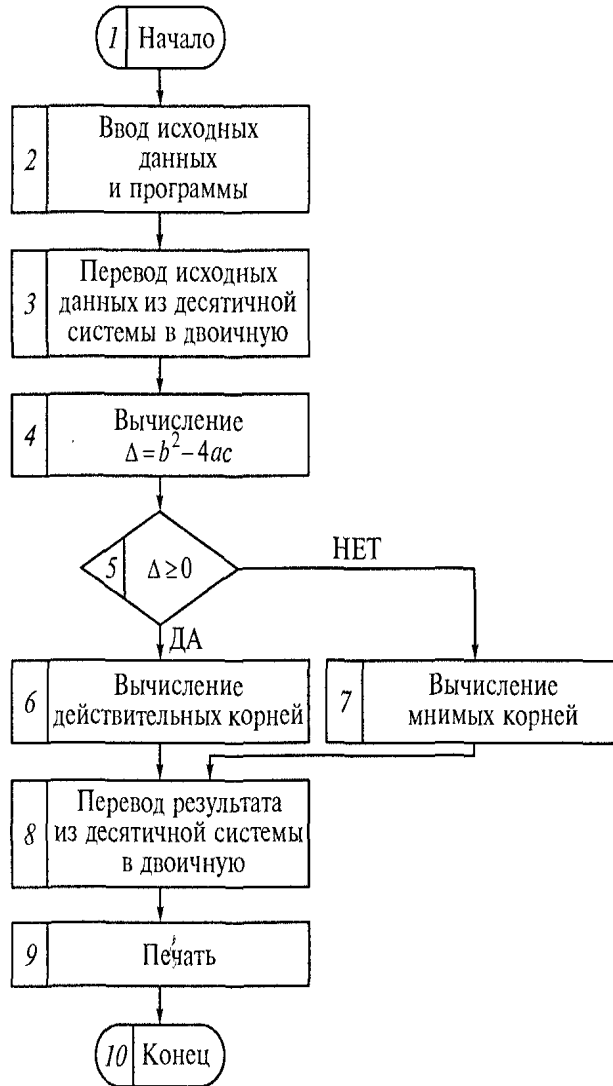 1 Начало
2 Ввод исходных
данных
и программы
3 Перевод исходных
данных из десятичной
системы в двоичную
4 Вычисление
Δ=b²−4ac
5 Δ≥0
НЕТ
ДА
6 Вычисление
действительных корней
7 Вычисление
мнимых корней
8 Перевод результата
из десятичной системы
в двоичную
9 Печать
10 Конец